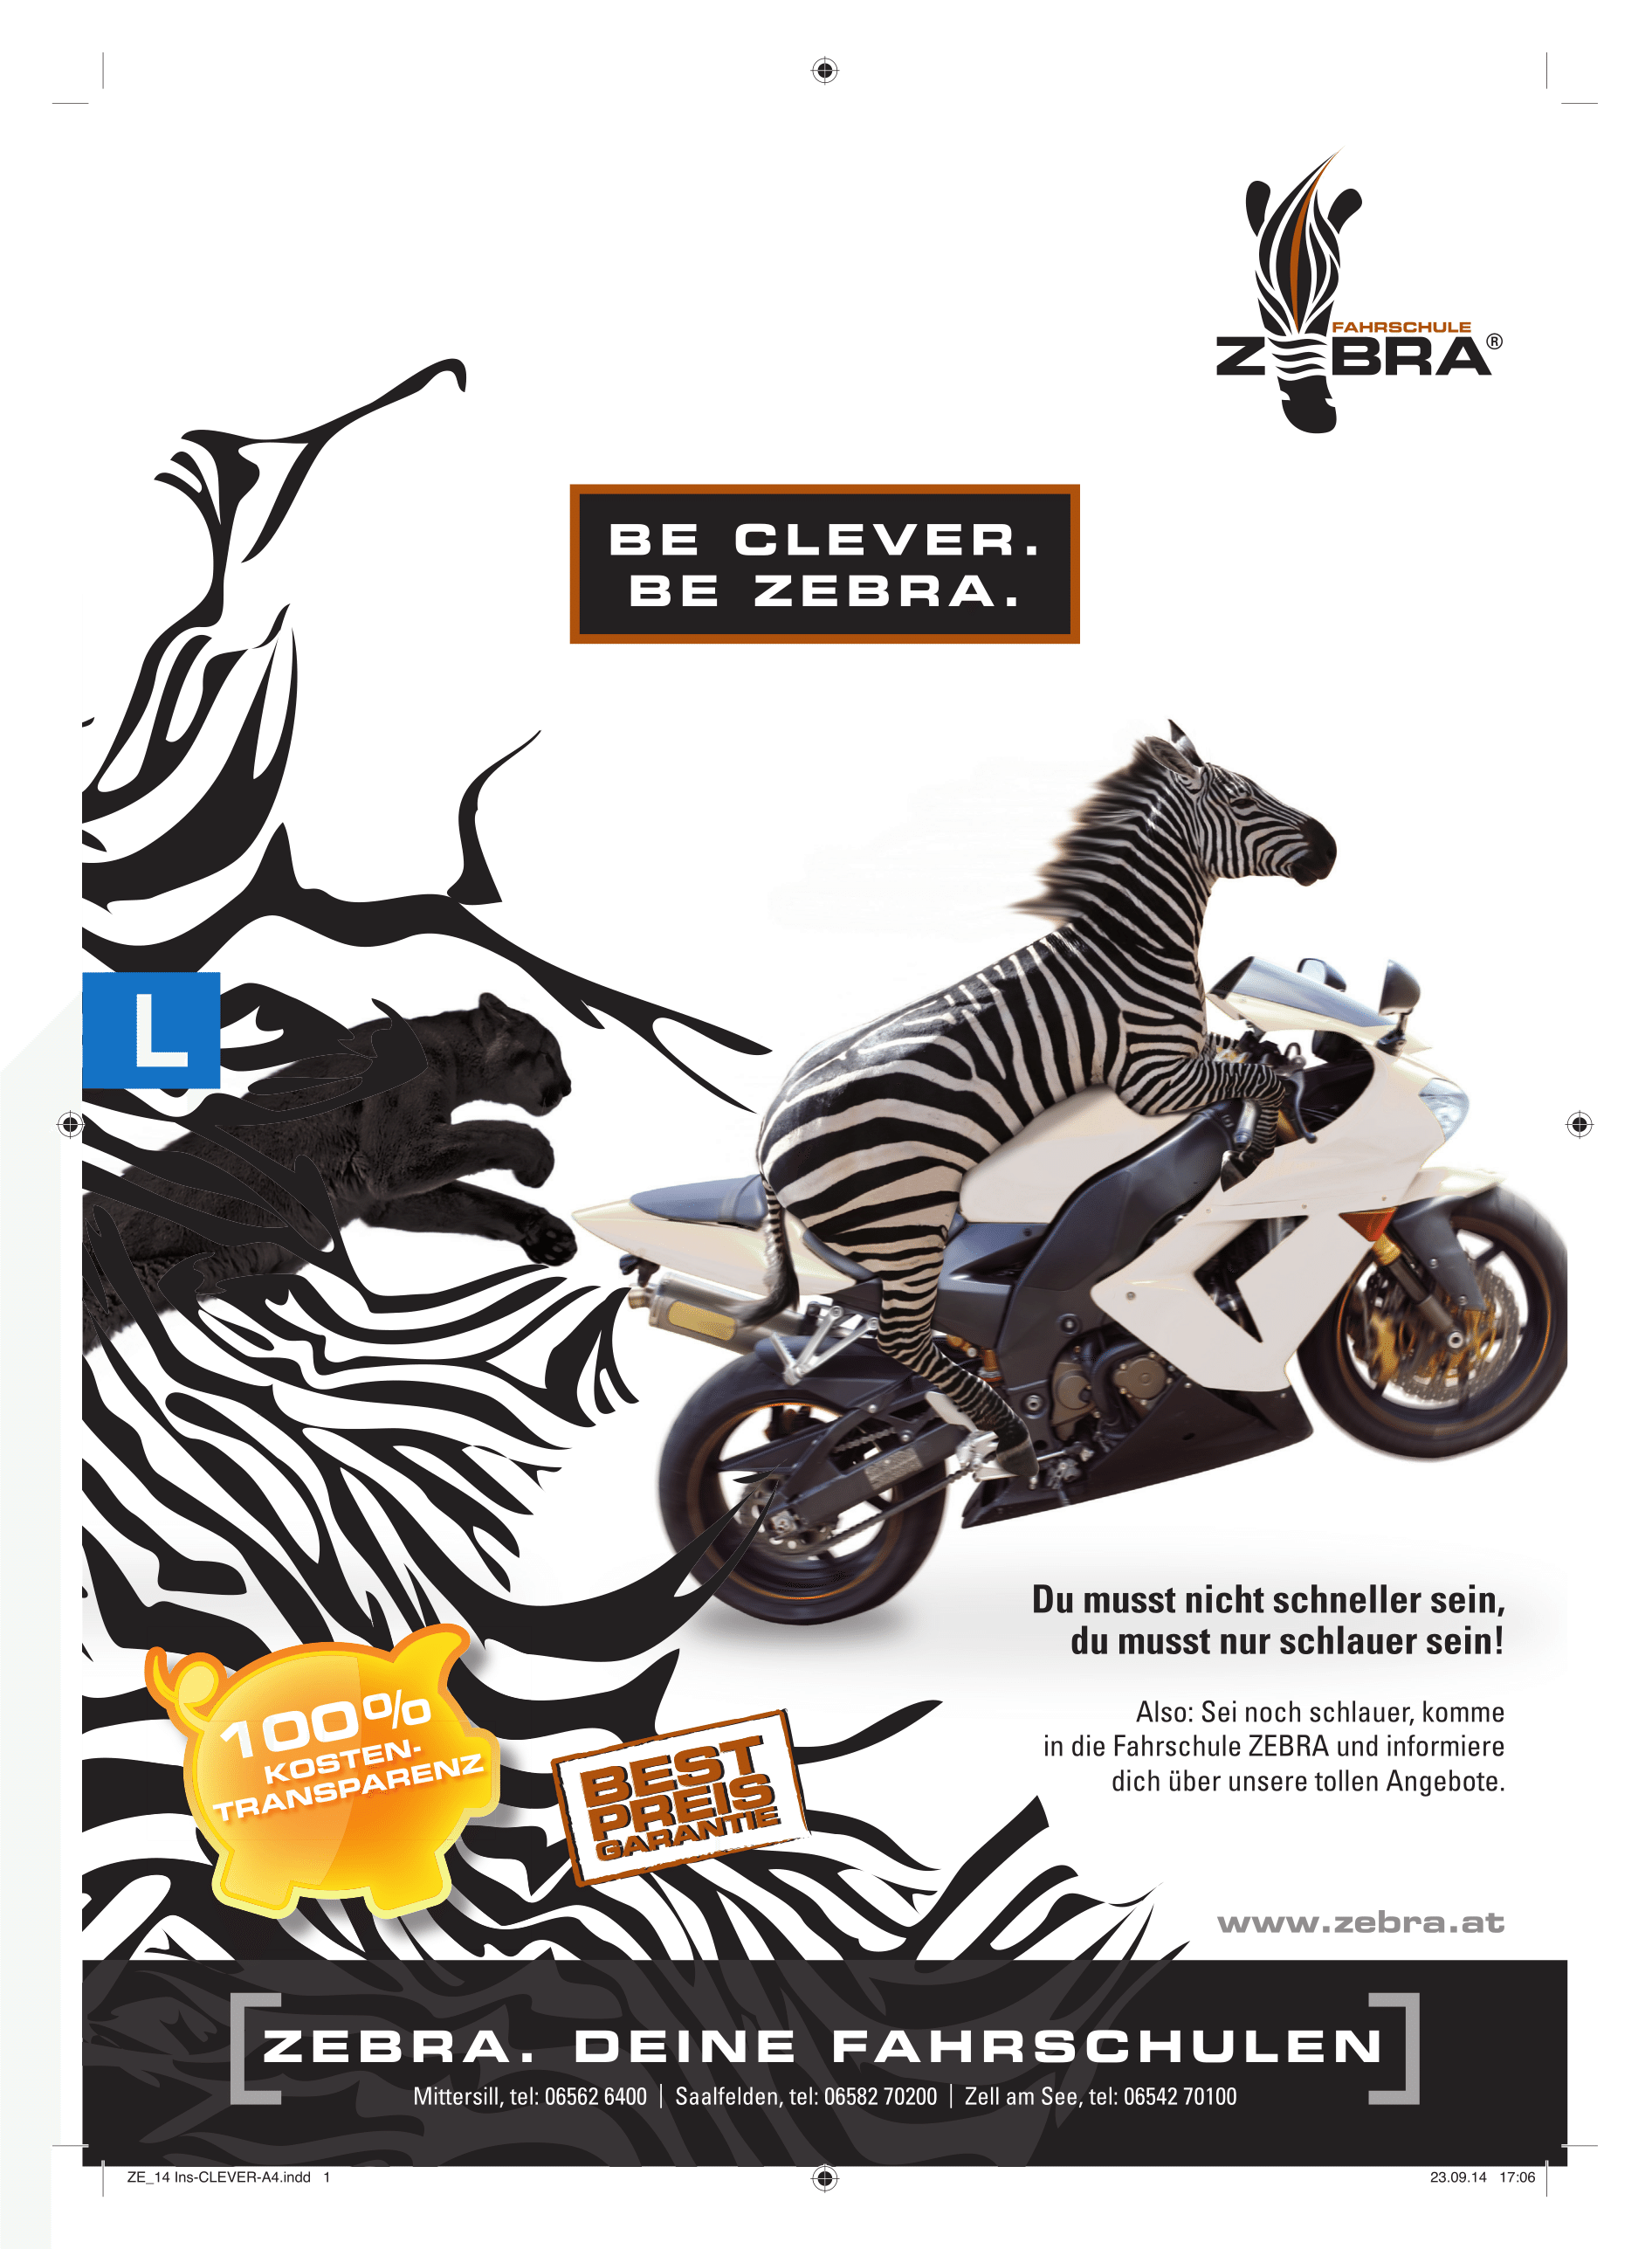 FAHRSCHULE
ZEBRA®
BE CLEVER.
BE ZEBRA.
L
Du musst nicht schneller sein,
du musst nur schlauer sein!
Also: Sei noch schlauer, komme
in die Fahrschule ZEBRA und informiere
dich über unsere tollen Angebote.
100%
KOSTEN-
TRANSPARENZ
BEST
PREIS
GARANTIE
www.zebra.at
[ZEBRA. DEINE FAHRSCHULEN]
Mittersill, tel: 06562 6400 | Saalfelden, tel: 06582 70200 | Zell am See, tel: 06542 70100
ZE_14 Ins-CLEVER-A4.indd 1
23.09.14 17:06